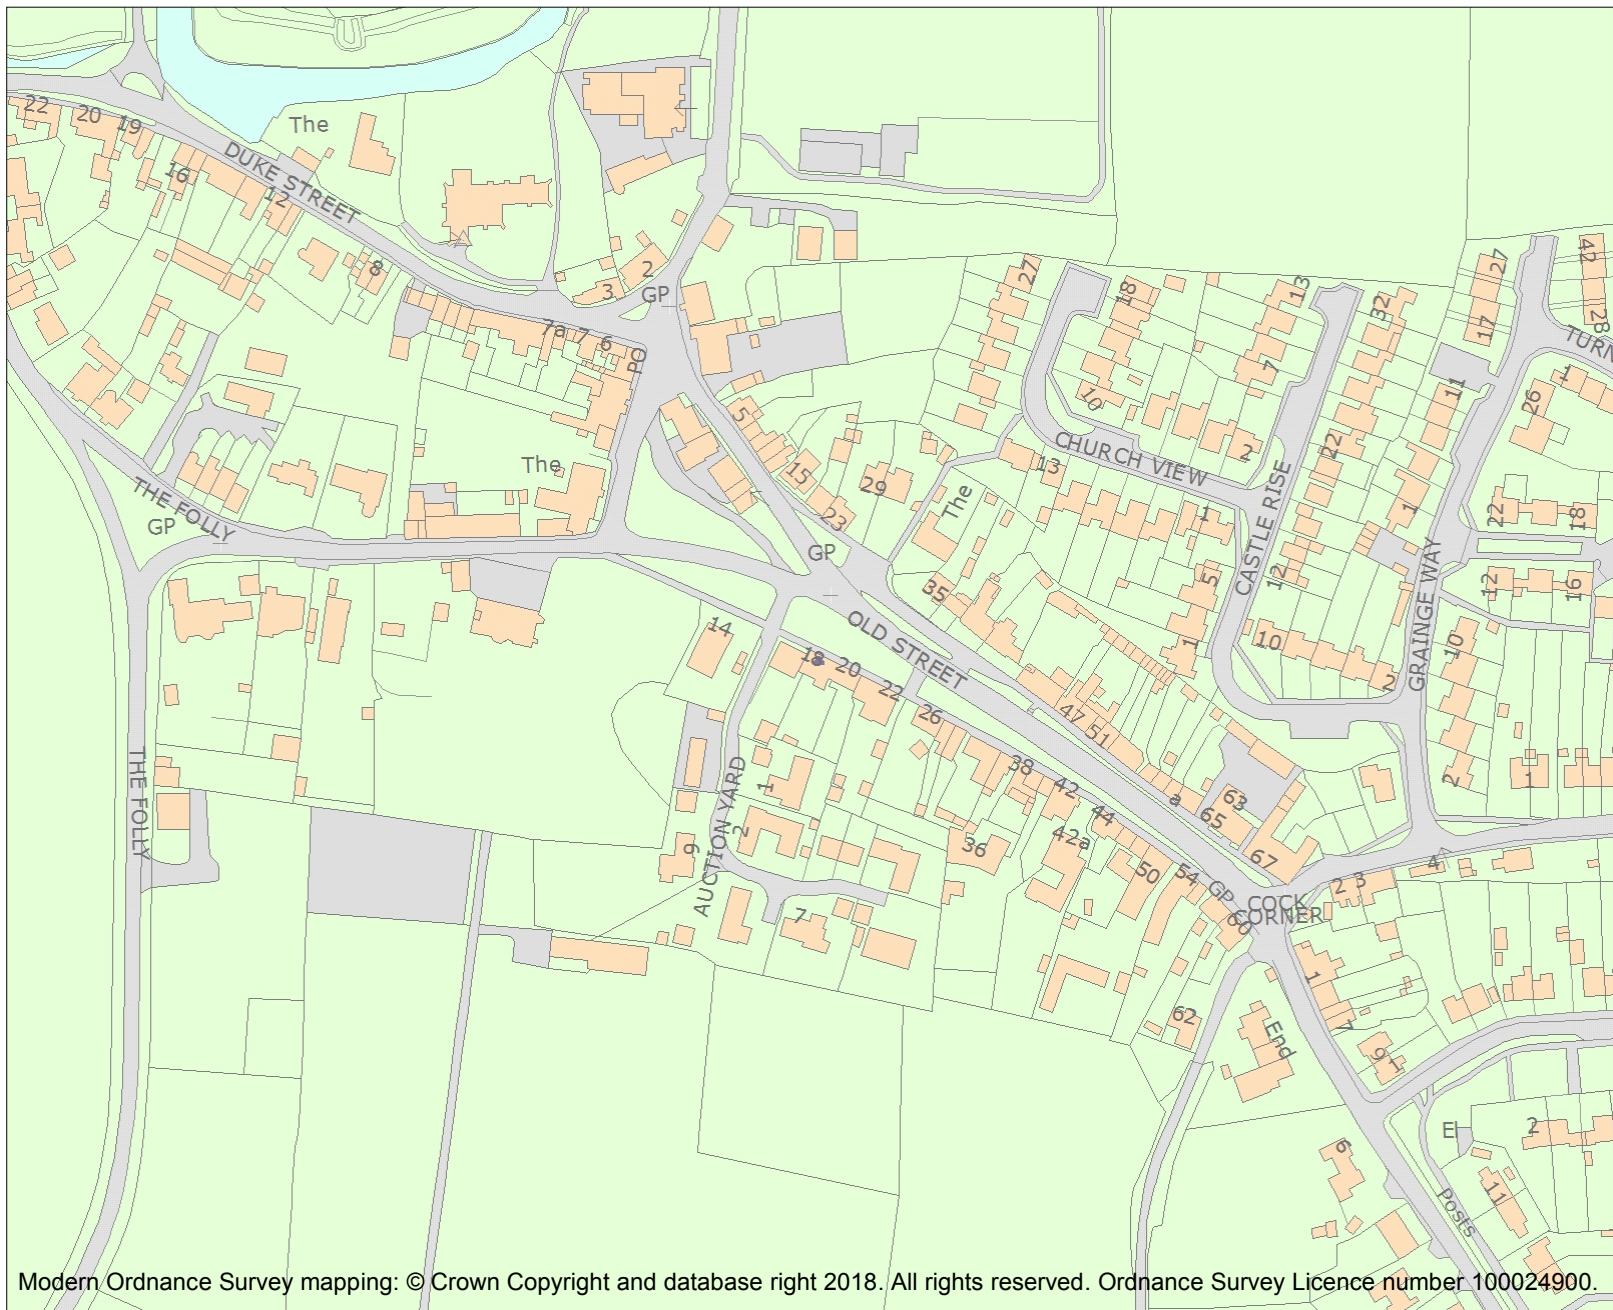 22
20
19
The
16
12
DUKE STREET
8
2
3
GP
7a
7
6
PO
27
18
10
13
7
2
32
27
17
42
28
TURN
1
11
26
5
15
23
29
The
The
CHURCH VIEW
13
22
1
22
18
THE FOLLY
GP
GP
1
CASTLE RISE
5
12
12
16
GRAINGE WAY
35
OLD STREET
1
10
10
2
14
18
20
22
26
47
51
38
42
44
42a
36
a
63
65
67
2
1
THE FOLLY
AUCTION YARD
1
2
9
7
50
54
GP
COCK
CORNER
60
2
3
4
62
End
1
7
9
1
6
El
2
11
Posts
Modern Ordnance Survey mapping: © Crown Copyright and database right 2018. All rights reserved. Ordnance Survey Licence number 100024900.